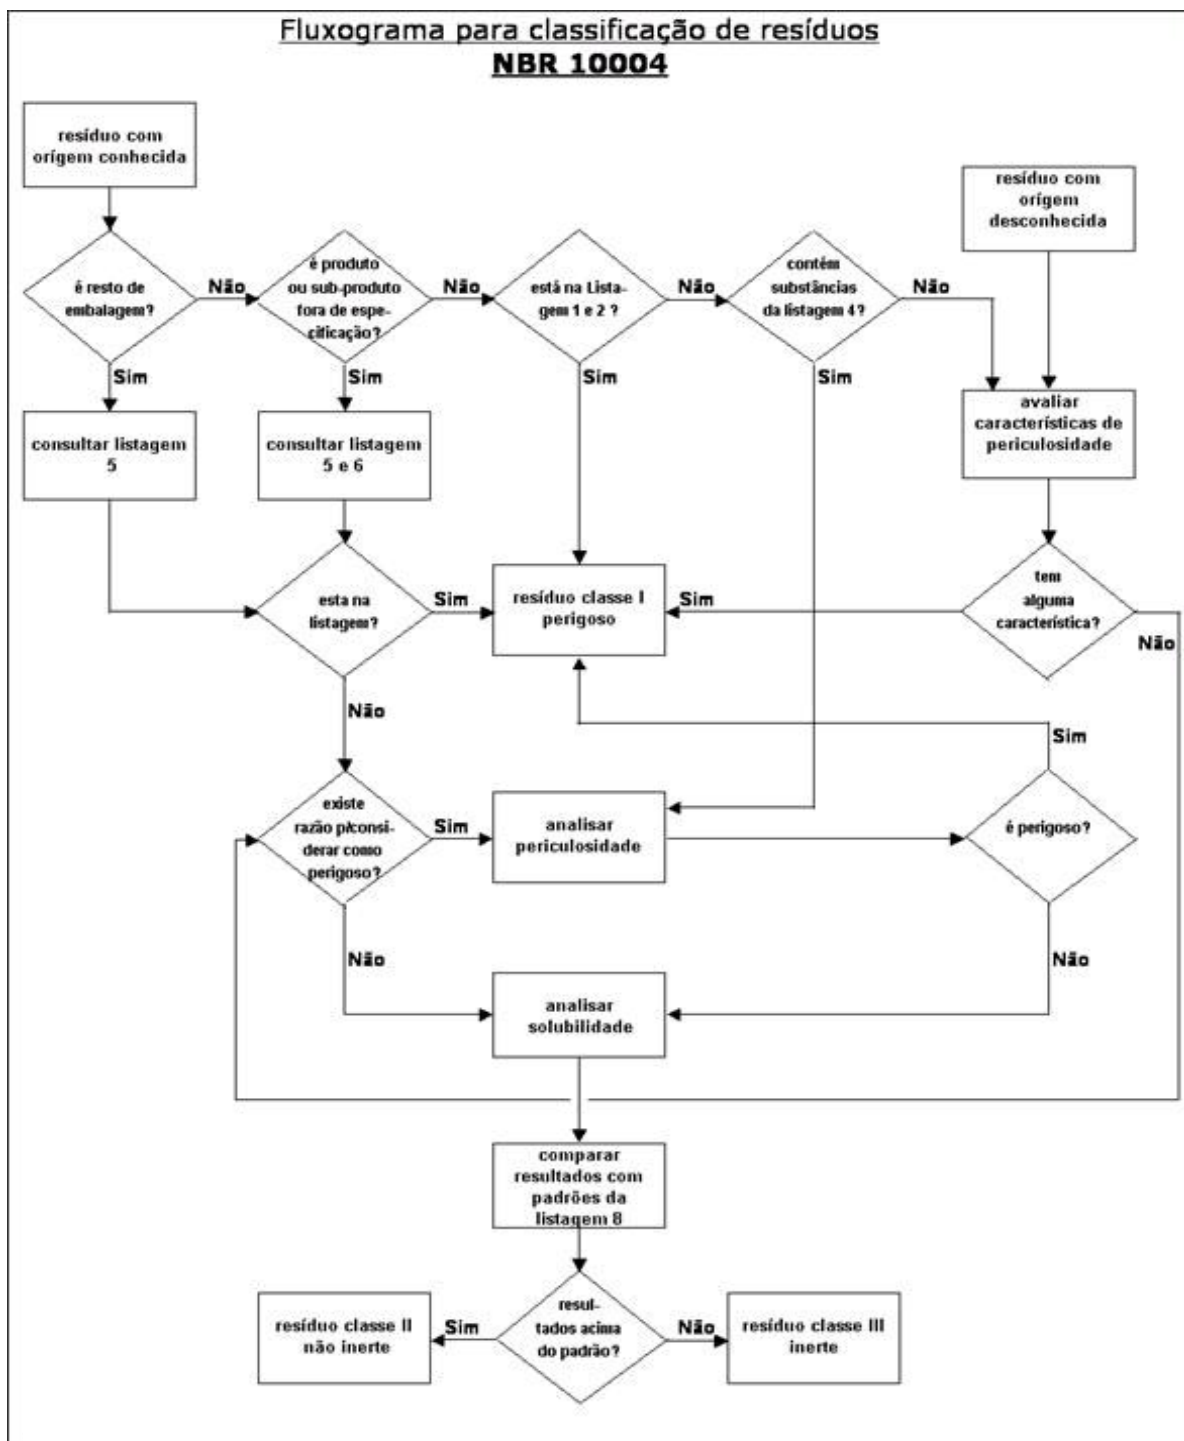 Fluxograma para classificação de resíduos
NBR 10004
resíduo com
orígem conhecida
resíduo com
orígem
desconhecida
é resto de
embalagem?
Não
é produto
ou sub-produto
fora de espe-
cificação?
Não
está na Lista-
gem 1 e 2 ?
Não
contém
substâncias
da listagem 4?
Não
Sim
Sim
Sim
Sim
consultar listagem
5
consultar listagem
5 e 6
avaliar
características de
periculosidade
esta na
listagem?
Sim
resíduo classe I
perigoso
Sim
tem
alguma
característica?
Não
Não
Sim
existe
razão p/consi-
derar como
perigoso?
Sim
analisar
periculosidade
é perigoso?
Não
Não
analisar
solubilidade
comparar
resultados com
padrões da
listagem 8
resíduo classe II
não inerte
Sim
resul-
tados acima
do padrão?
Não
resíduo classe III
inerte